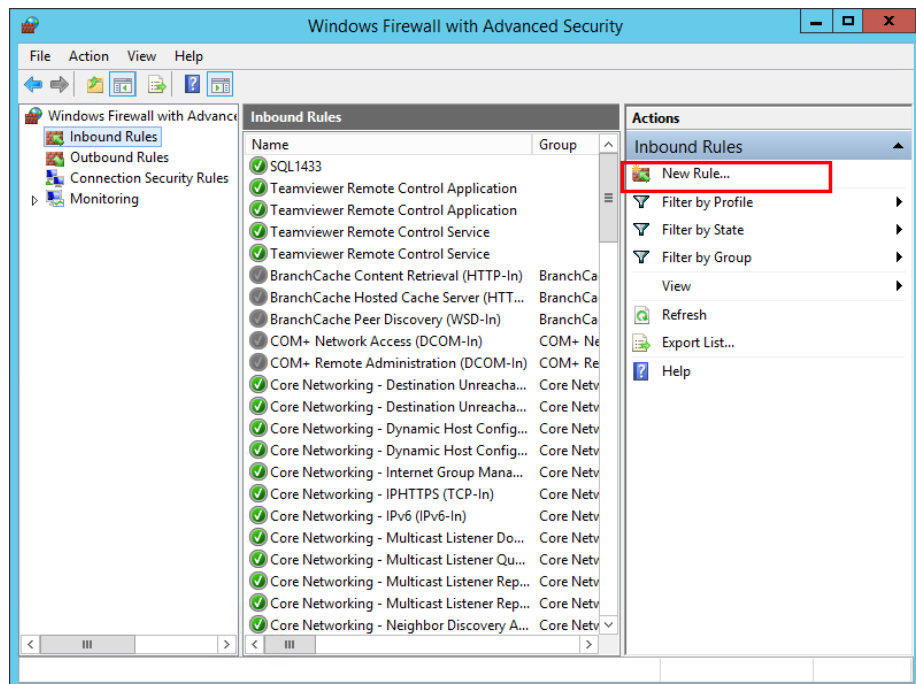 Windows Firewall with Advanced Security
File Action View Help
Windows Firewall with Advance
Inbound Rules
Outbound Rules
Connection Security Rules
Monitoring
Inbound Rules
Name Group
SQL1433
Teamviewer Remote Control Application
Teamviewer Remote Control Application
Teamviewer Remote Control Service
Teamviewer Remote Control Service
BranchCache Content Retrieval (HTTP-In) BranchCa
BranchCache Hosted Cache Server (HTT... BranchCa
BranchCache Peer Discovery (WSD-In) BranchCa
COM+ Network Access (DCOM-In) COM+ Ne
COM+ Remote Administration (DCOM-In) COM+ Re
Core Networking - Destination Unreacha... Core Netw
Core Networking - Destination Unreacha... Core Netw
Core Networking - Dynamic Host Config... Core Netw
Core Networking - Dynamic Host Config... Core Netw
Core Networking - Internet Group Mana... Core Netw
Core Networking - IPHTTPS (TCP-In) Core Netw
Core Networking - IPv6 (IPv6-In) Core Netw
Core Networking - Multicast Listener Do... Core Netw
Core Networking - Multicast Listener Qu... Core Netw
Core Networking - Multicast Listener Rep... Core Netw
Core Networking - Multicast Listener Rep... Core Netw
Core Networking - Neighbor Discovery A... Core Netw
Actions
Inbound Rules
New Rule...
Filter by Profile
Filter by State
Filter by Group
View
Refresh
Export List...
Help